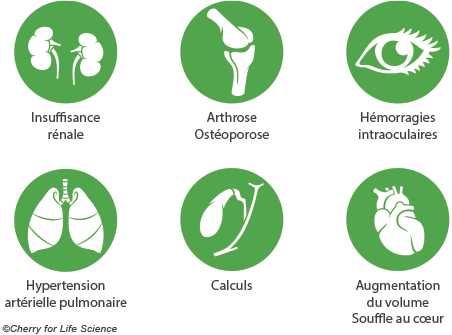 Insuffisance
rénale
Arthrose
Ostéoporose
Hémorragies
intraoculaires
Hypertension
artérielle pulmonaire
Calculs
Augmentation
du volume
Souffle au cœur
©Cherry for Life Science